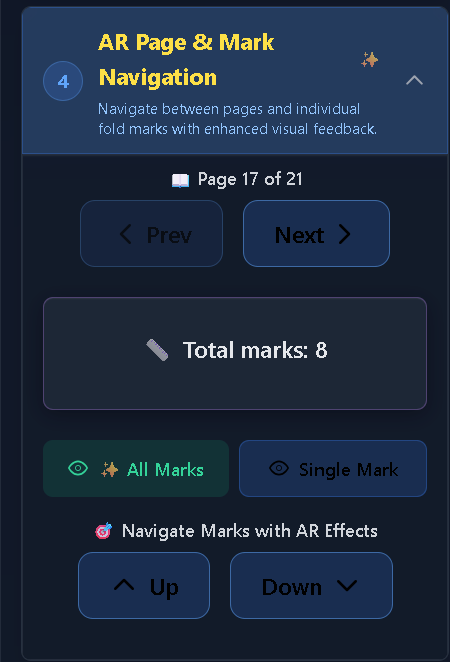 AR Page & Mark
Navigation
4
Navigate between pages and individual
fold marks with enhanced visual feedback.
Page 17 of 21
Prev
Next
Total marks: 8
All Marks
Single Mark
Navigate Marks with AR Effects
Up
Down